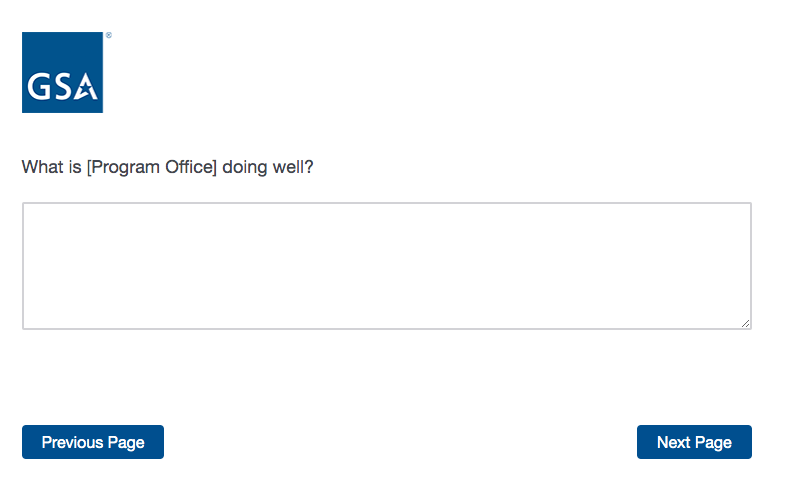 GSA
®
What is [Program Office] doing well?
Previous Page
Next Page